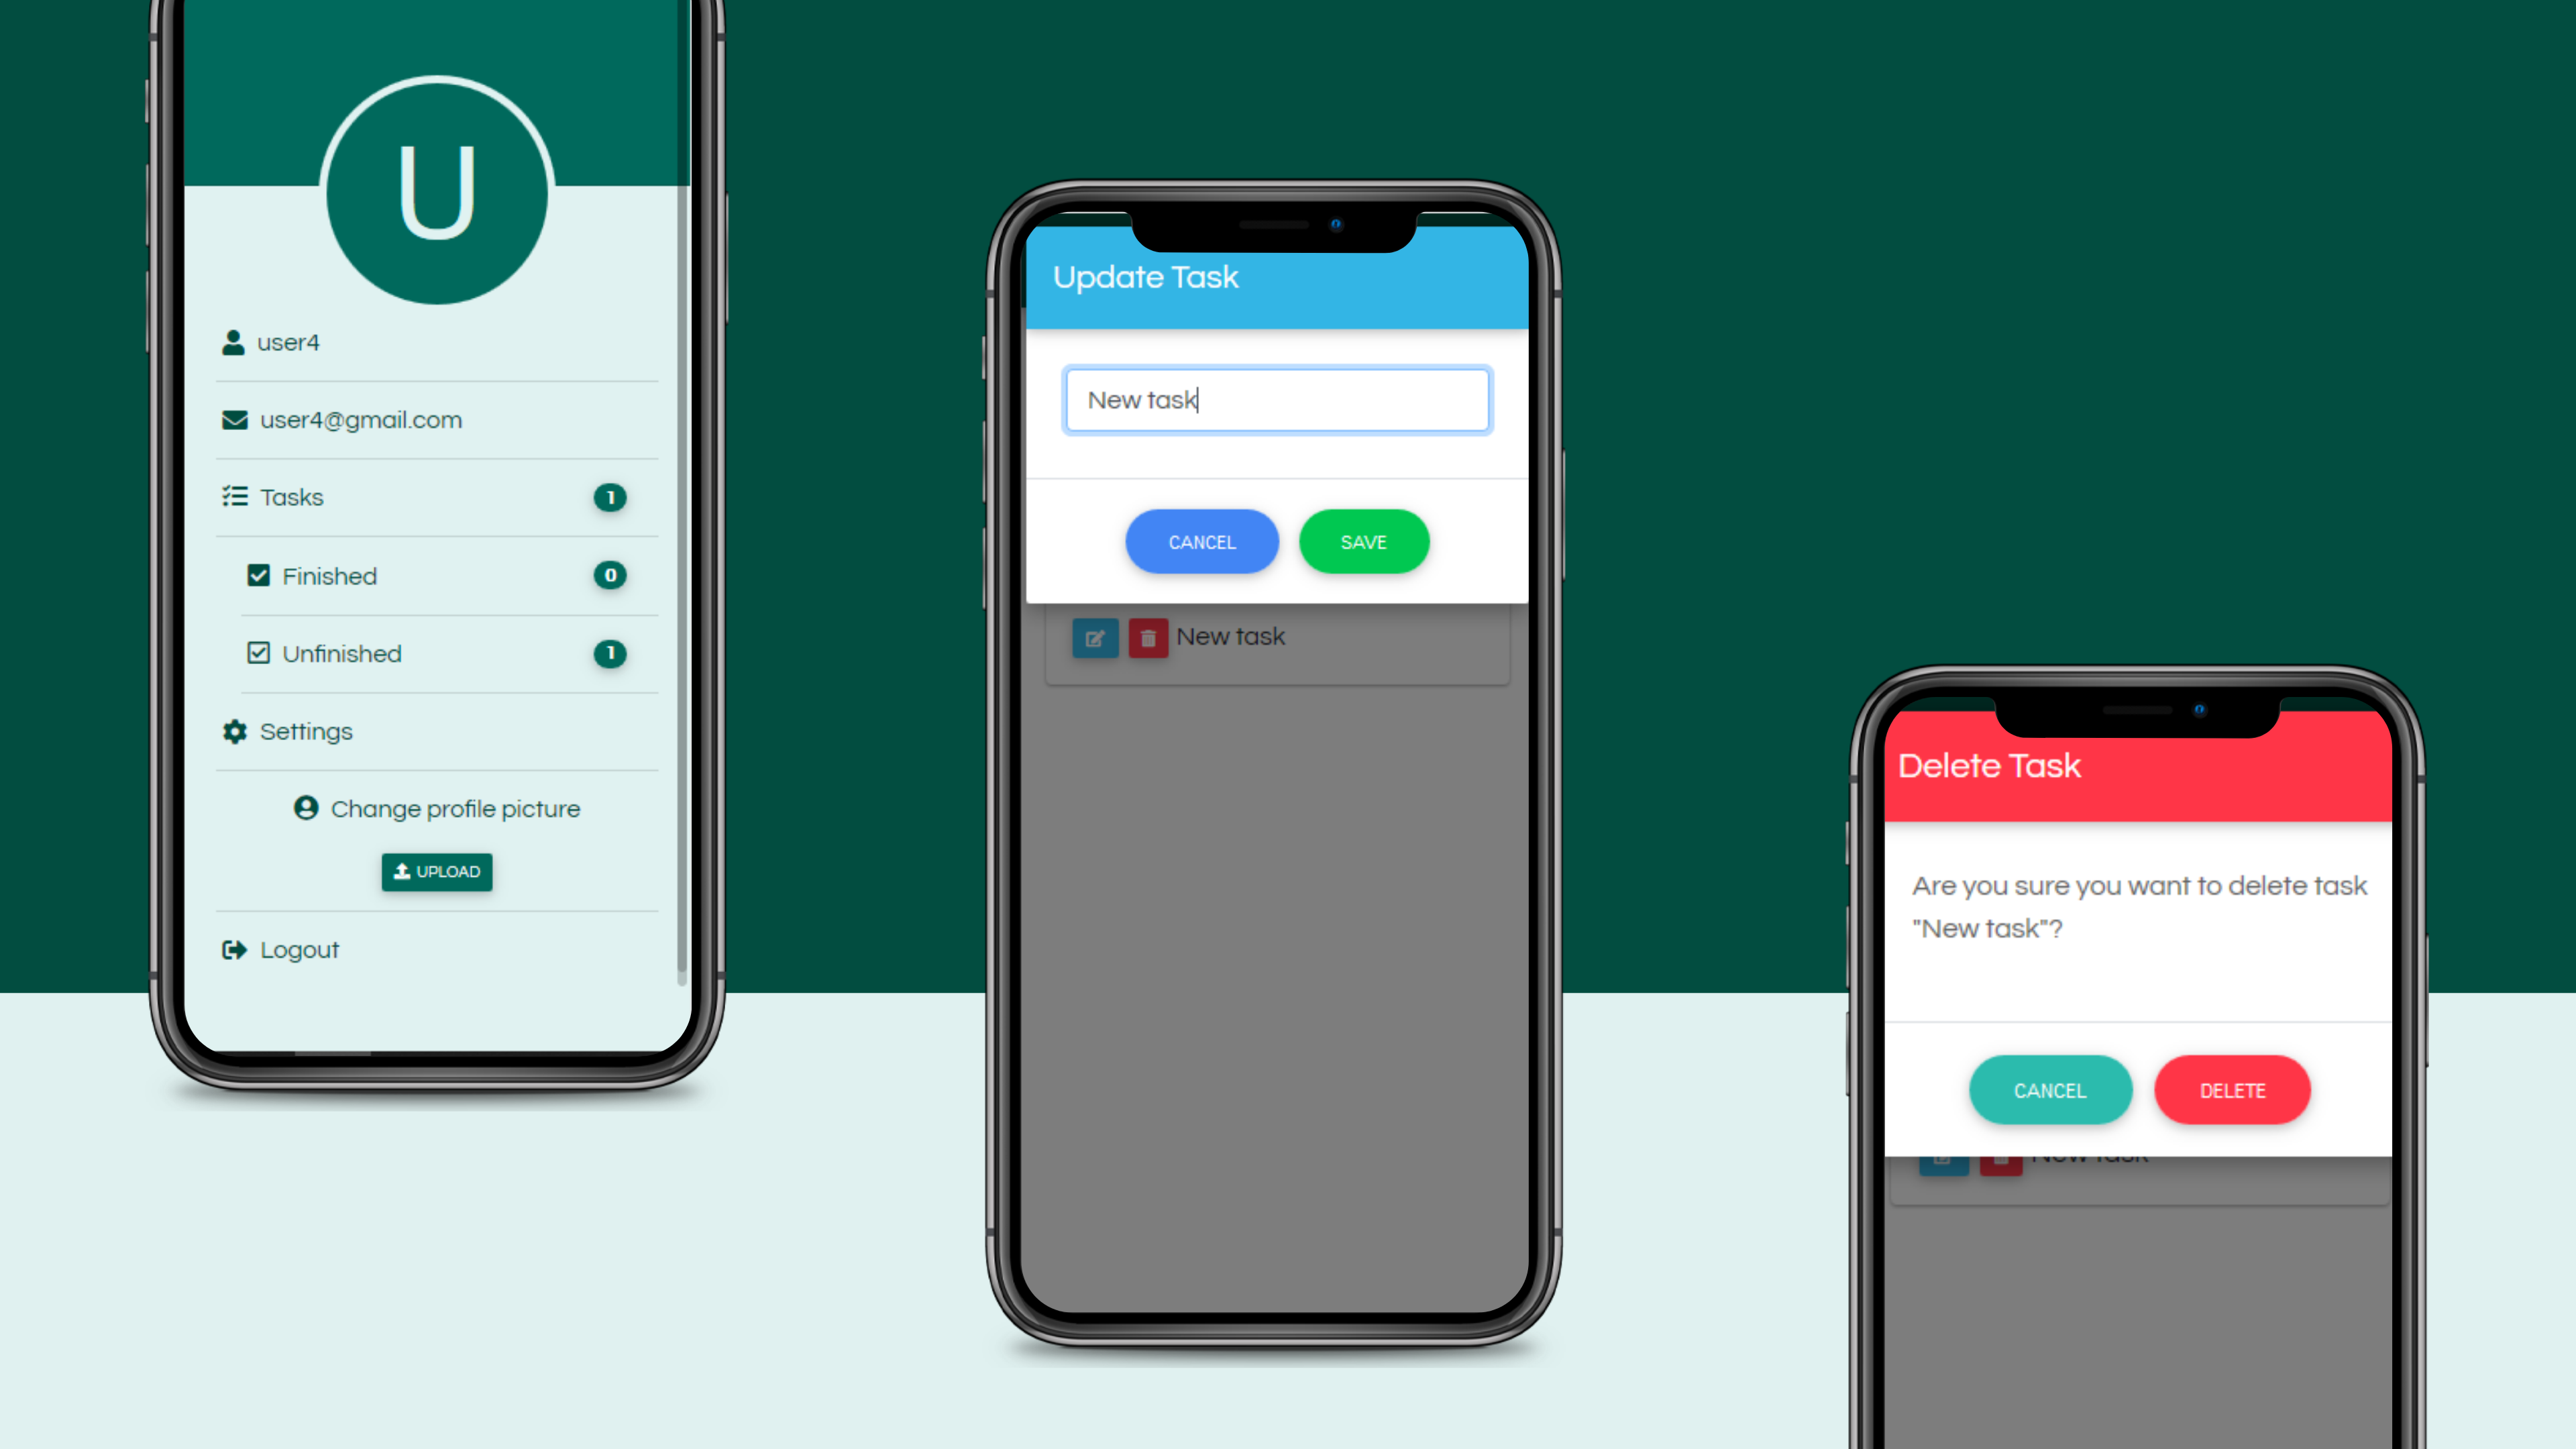 U
user4
user4@gmail.com
Tasks 1
Finished 0
Unfinished 1
Settings
Change profile picture
UPLOAD
Logout
Update Task
New task
CANCEL SAVE
New task
Delete Task
Are you sure you want to delete task
"New task"?
CANCEL DELETE
New task